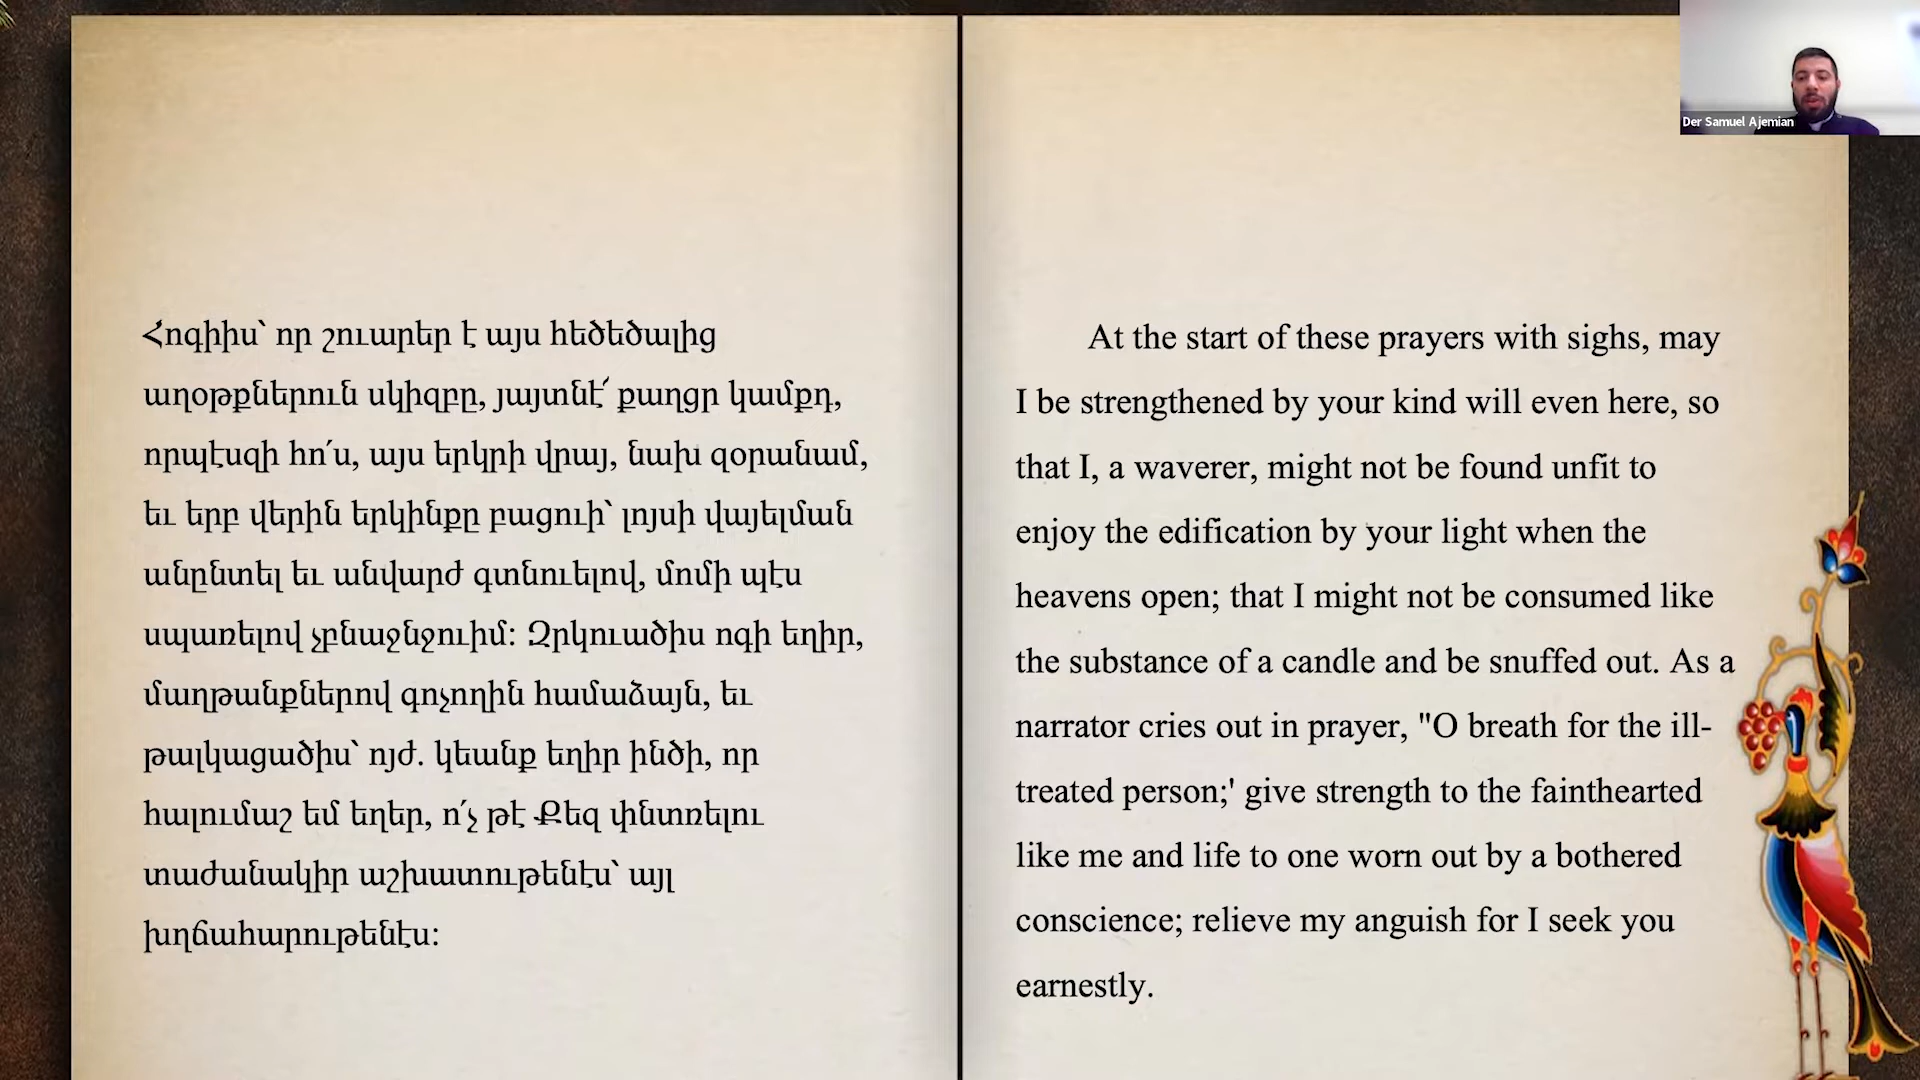 Der Samuel Ajemian
Հոգիիս՝ որ շուարեր է այս հեծեծալից
աղօթքներուն սկիզբը, յայտնէ՛ քաղցր կամքդ,
որպէսզի հո՛ս, այս երկրի վրայ, նախ զօրանամ,
եւ երբ վերին երկինքը բացուի՝ լոյսի վայելման
անընտել եւ անվարժ գտնուելով, մոմի պէս
սպառելով չբնաջնջուիմ։ Զրկուածիս ոգի եղիր,
մաղթանքներով գոչողին համաձայն, եւ
թալկացածիս՝ ոյժ. կեանք եղիր ինծի, որ
հալումաշ եմ եղեր, ո՛չ թէ Քեզ փնտռելու
տաժանակիր աշխատութենէս՝ այլ
խղճահարութենէս։
At the start of these prayers with sighs, may
I be strengthened by your kind will even here, so
that I, a waverer, might not be found unfit to
enjoy the edification by your light when the
heavens open; that I might not be consumed like
the substance of a candle and be snuffed out. As a
narrator cries out in prayer, "O breath for the ill-
treated person;' give strength to the fainthearted
like me and life to one worn out by a bothered
conscience; relieve my anguish for I seek you
earnestly.